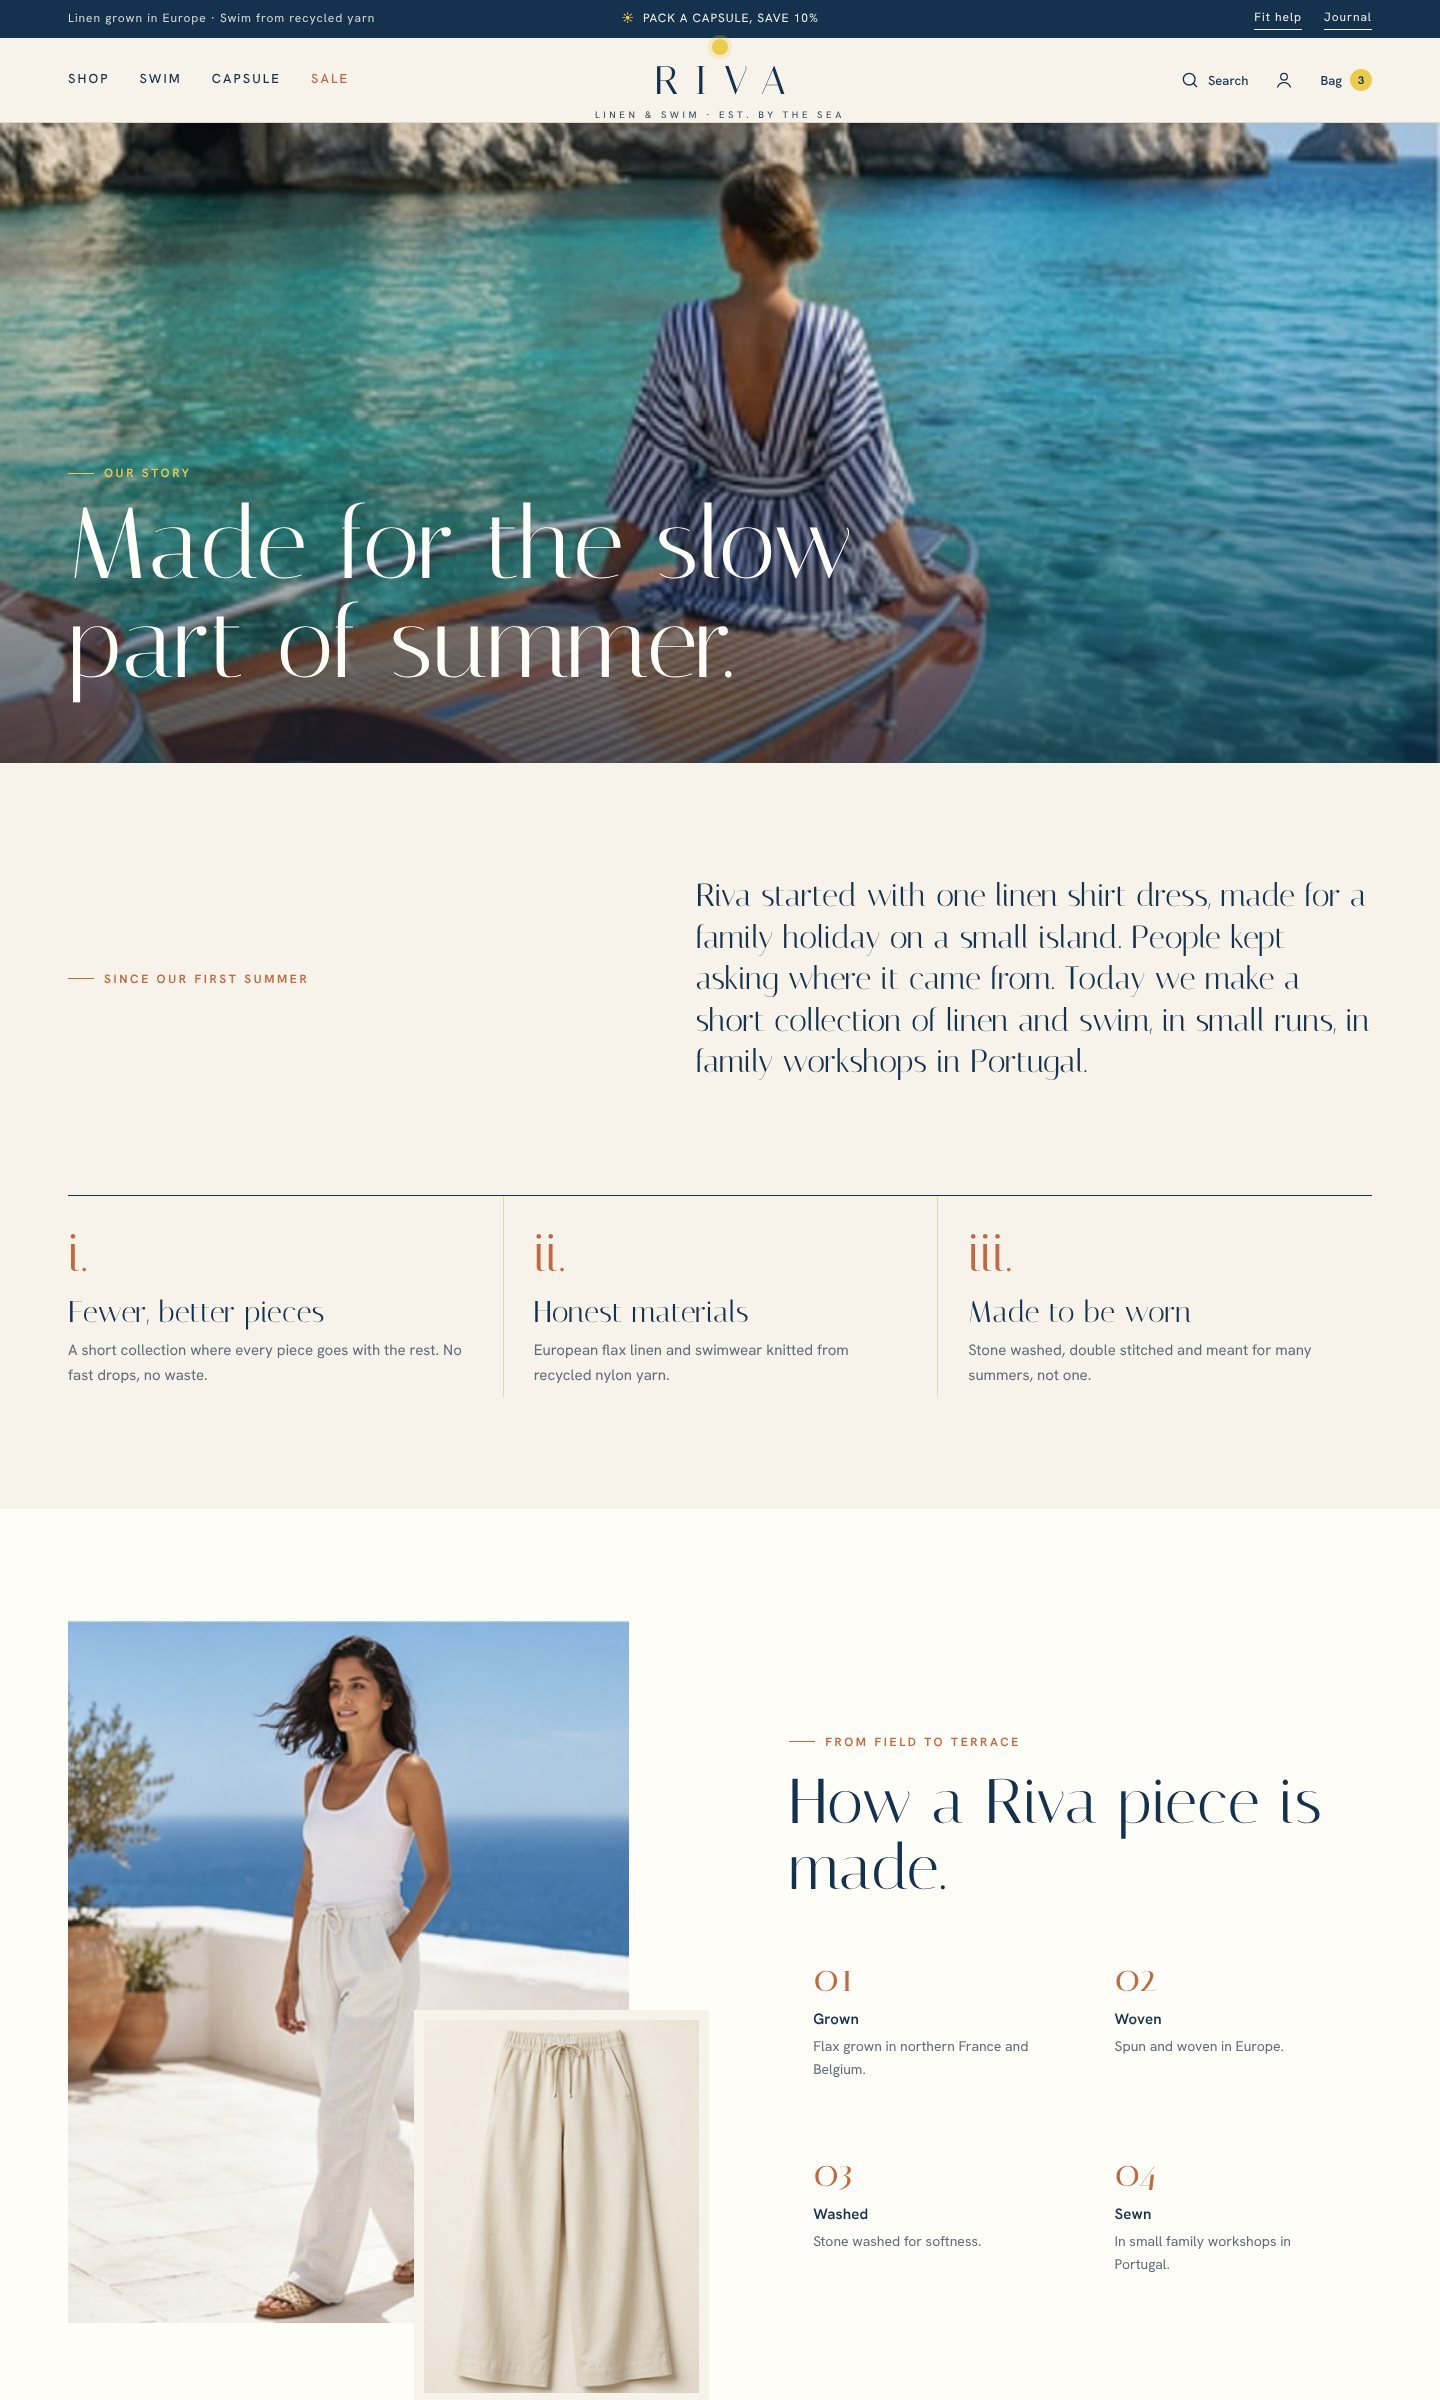 Linen grown in Europe · Swim from recycled yarn
☀ PACK A CAPSULE, SAVE 10%
Fit help
Journal
SHOP
SWIM
CAPSULE
SALE
RIVA
LINEN & SWIM · EST. BY THE SEA
Search
Bag 3
OUR STORY
Made for the slow
part of summer.
SINCE OUR FIRST SUMMER
Riva started with one linen shirt dress, made for a
family holiday on a small island. People kept
asking where it came from. Today we make a
short collection of linen and swim, in small runs, in
family workshops in Portugal.
i.
Fewer, better pieces
A short collection where every piece goes with the rest. No
fast drops, no waste.
ii.
Honest materials
European flax linen and swimwear knitted from
recycled nylon yarn.
iii.
Made to be worn
Stone washed, double stitched and meant for many
summers, not one.
FROM FIELD TO TERRACE
How a Riva piece is
made.
01
Grown
Flax grown in northern France and
Belgium.
02
Woven
Spun and woven in Europe.
03
Washed
Stone washed for softness.
04
Sewn
In small family workshops in
Portugal.